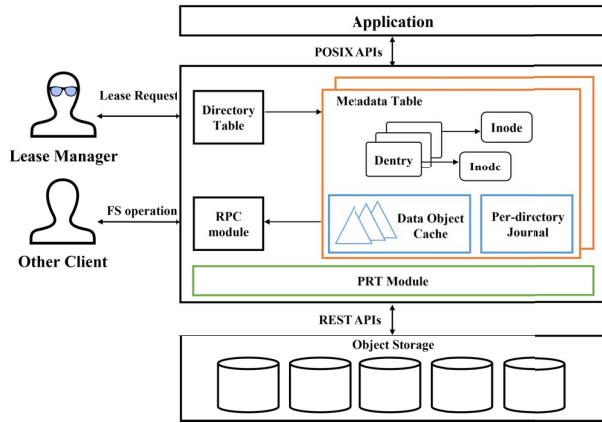 Application
POSIX APIs
Lease Request
Lease Manager
Directory
Table
Metadata Table
Inode
Dentry
Inode
FS operation
Other Client
RPC
module
Data Object
Cache
Per-directory
Journal
PRT Module
REST APIs
Object Storage